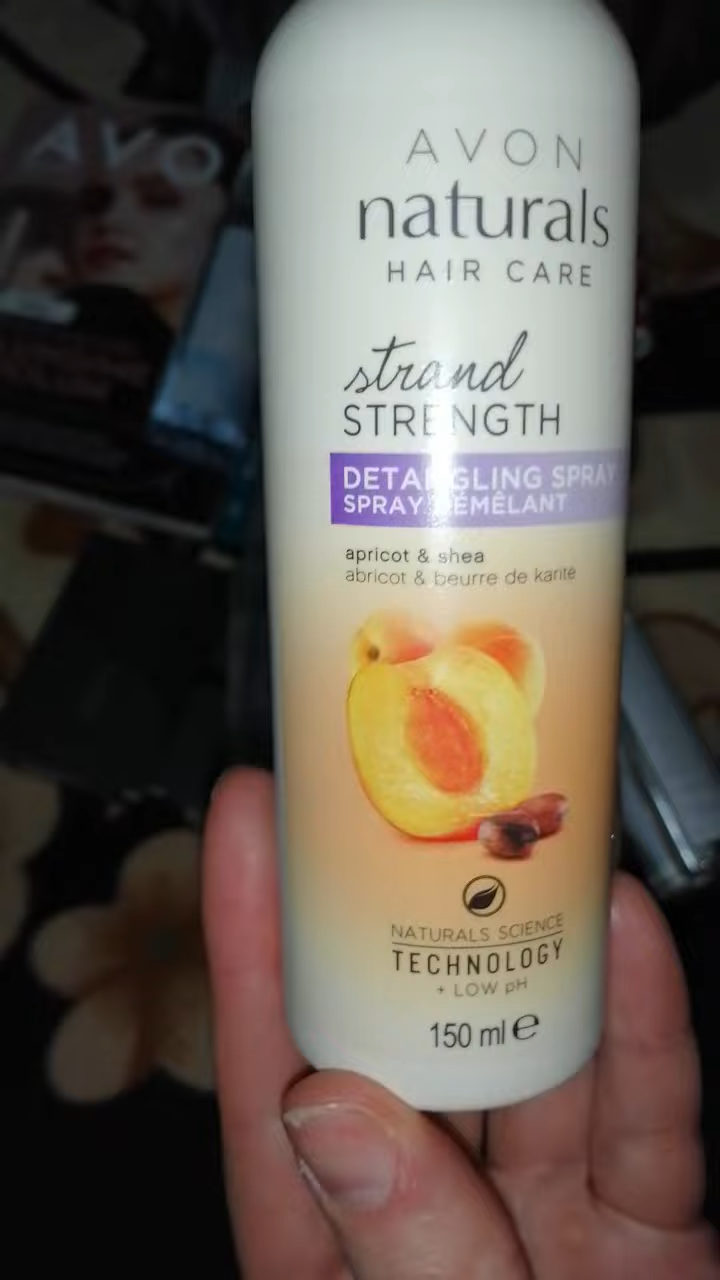 AVO
AVON
naturals
HAIR CARE
strand
STRENGTH
DETANGLING SPRAY
SPRAY DÉMÊLANT
apricot & shea
abricot & beurre de karité
NATURALS SCIENCE
TECHNOLOGY
+ LOW pH
150 ml e